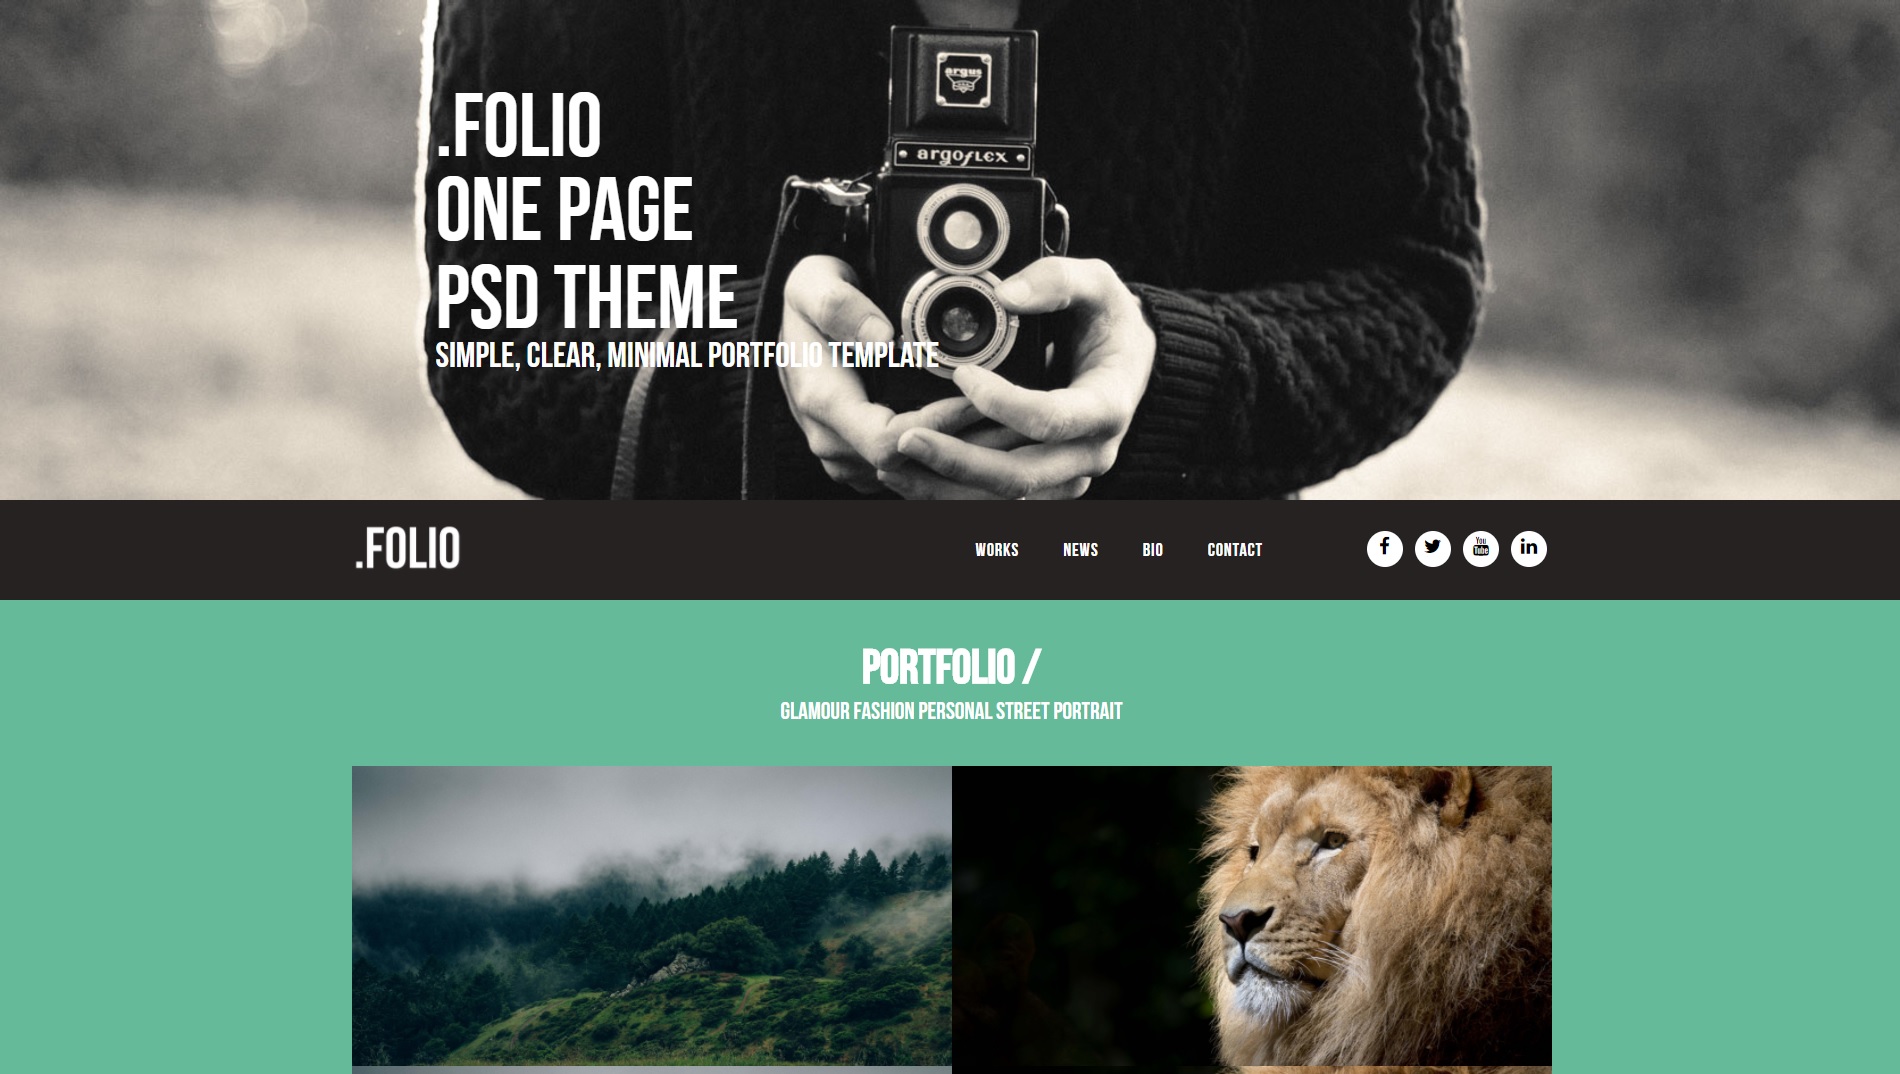 argus
argoflex
.FOLIO
ONE PAGE
PSD THEME
SIMPLE, CLEAR, MINIMAL PORTFOLIO TEMPLATE
.FOLIO
WORKS
NEWS
BIO
CONTACT
f
You
Tube
in
PORTFOLIO /
GLAMOUR FASHION PERSONAL STREET PORTRAIT